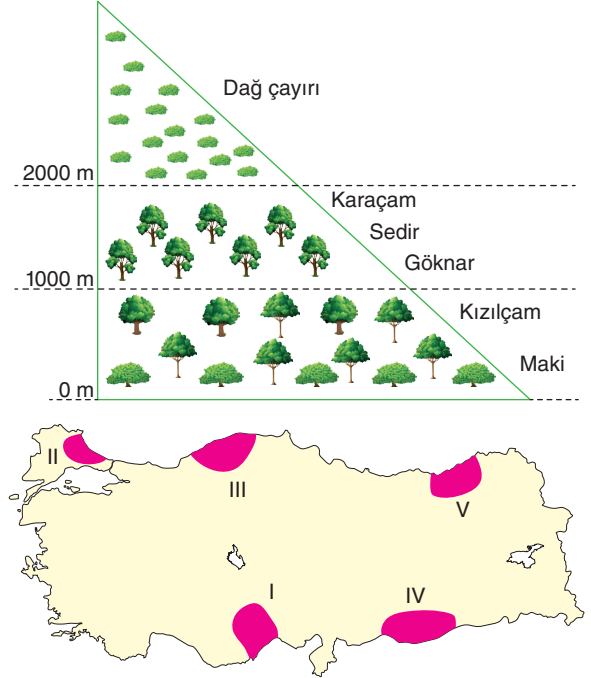 Dağ çayırı
2000 m
Karaçam
Sedir
Göknar
1000 m
Kızılçam
Maki
0 m
II
III
V
I
IV